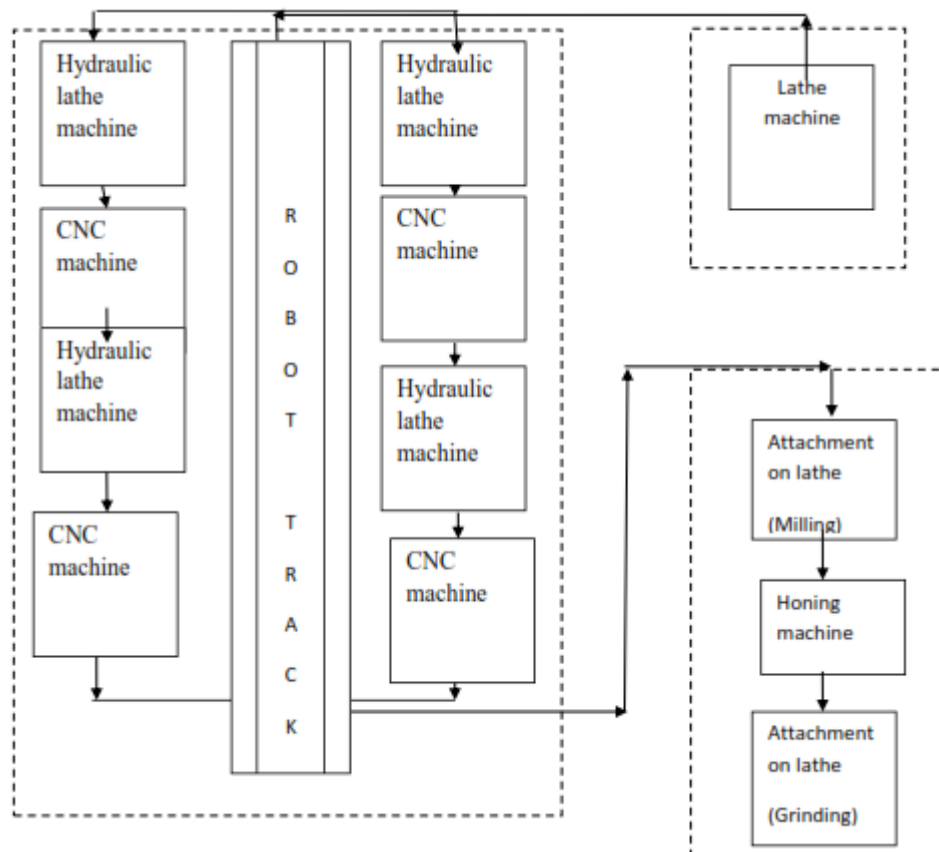 Hydraulic
lathe
machine
CNC
machine
Hydraulic
lathe
machine
CNC
machine
R
O
B
O
T
T
R
A
C
K
Hydraulic
lathe
machine
CNC
machine
Hydraulic
lathe
machine
CNC
machine
Lathe
machine
Attachment
on lathe
(Milling)
Honing
machine
Attachment
on lathe
(Grinding)